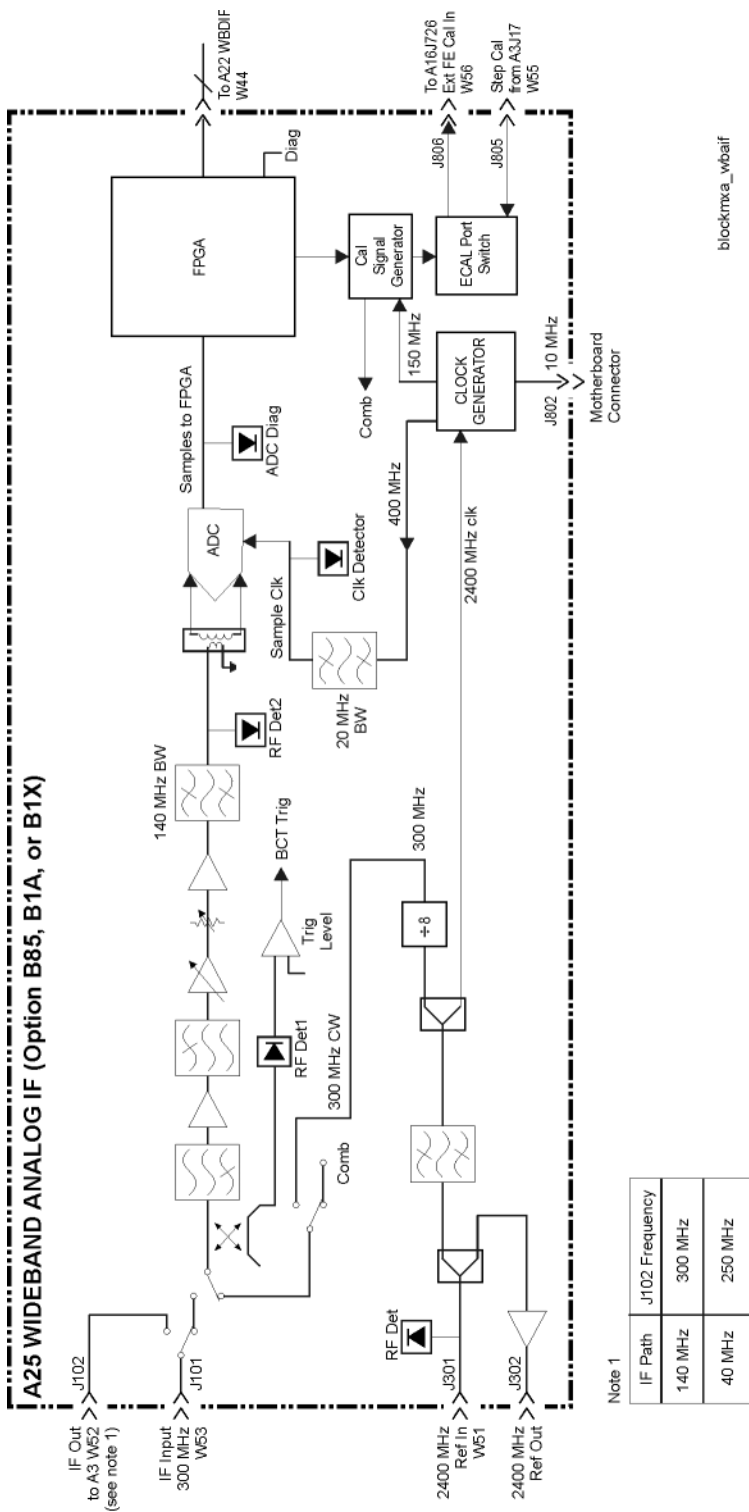 A25 WIDEBAND ANALOG IF (Option B85, B1A, or B1X)
IF Out
to A3 W52
(see note 1)
J102
IF Input
300 MHz
W53
J101
140 MHz BW
RF Det2
ADC
Samples to FPGA
ADC Diag
FPGA
Diag
To A22 WBDIF
W44
BCT Trig
Trig
Level
RF Det1
Sample Clk
Clk Detector
20 MHz
BW
400 MHz
Comb
Cal
Signal
Generator
150 MHz
ECAL Port
Switch
J806
To A16J726
Ext FE Cal In
W56
J805
Step Cal
from A3J17
W55
CLOCK
GENERATOR
10 MHz
J802
Motherboard
Connector
2400 MHz clk
300 MHz CW
Comb
300 MHz
÷8
RF Det
J301
2400 MHz
Ref In
W51
J302
2400 MHz
Ref Out
Note 1
IF Path J102 Frequency
140 MHz 300 MHz
40 MHz 250 MHz
blockmxa_wbaif